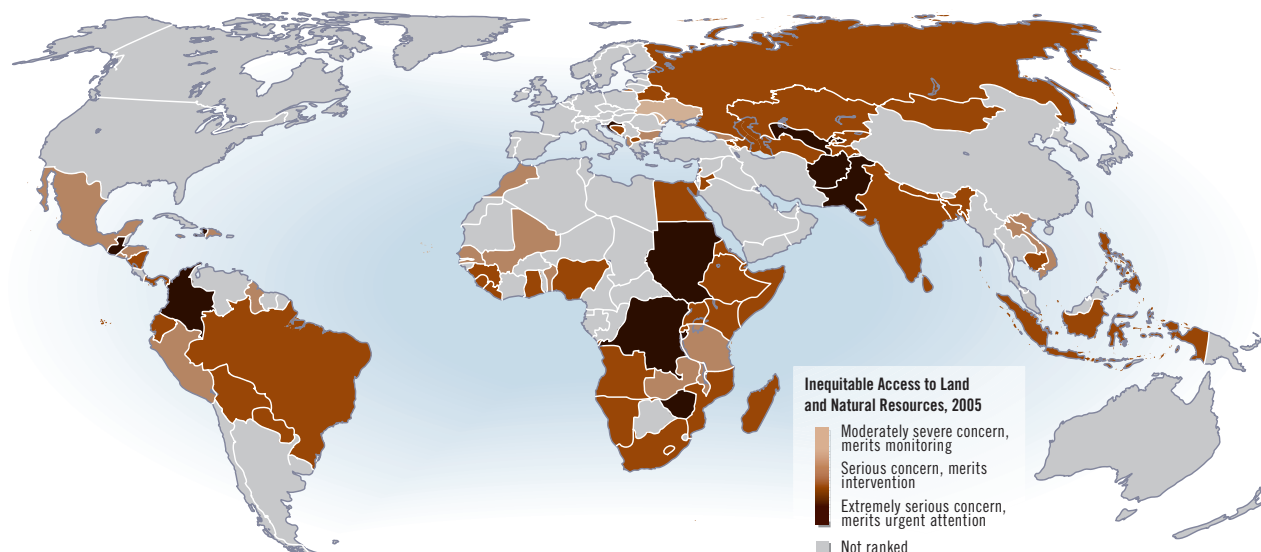 Inequitable Access to Land
and Natural Resources, 2005
Moderately severe concern,
merits monitoring
Serious concern, merits
intervention
Extremely serious concern,
merits urgent attention
Not ranked